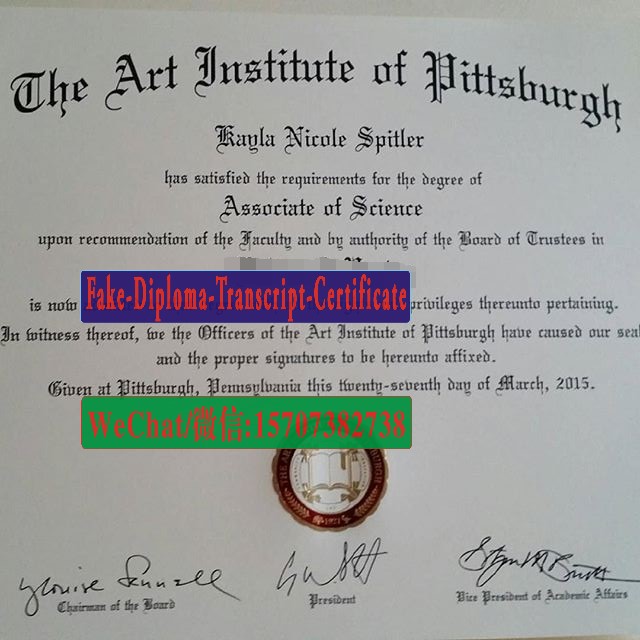 The Art Institute of Pittsburgh
Kayla Nicole Spitler
has satisfied the requirements for the degree of
Associate of Science
upon recommendation of the Faculty and by authority of the Board of Trustees in
Fake-Diploma-Transcript-Certificate
is now privileges thereunto pertaining.
In witness thereof, we the Officers of the Art Institute of Pittsburgh have caused our seal
and the proper signatures to be hereunto affixed.
Given at Pittsburgh, Pennsylvania this twenty-seventh day of March, 2015.
WeChat/微信:15707382738
1921
Chairman of the Board
President
Vice President of Academic Affairs